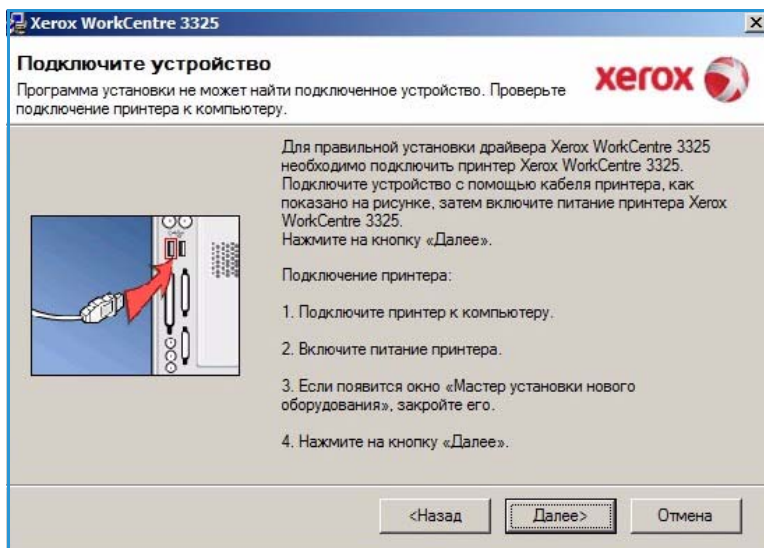 Xerox WorkCentre 3325
Подключите устройство
Программа установки не может найти подключенное устройство. Проверьте
подключение принтера к компьютеру.
xerox
Для правильной установки драйвера Xerox WorkCentre 3325
необходимо подключить принтер Xerox WorkCentre 3325.
Подключите устройство с помощью кабеля принтера, как
показано на рисунке, затем включите питание принтера Xerox
WorkCentre 3325.
Нажмите на кнопку «Далее».
Подключение принтера:
1. Подключите принтер к компьютеру.
2. Включите питание принтера.
3. Если появится окно «Мастер установки нового
оборудования», закройте его.
4. Нажмите на кнопку «Далее».
<Назад
Далее>
Отмена